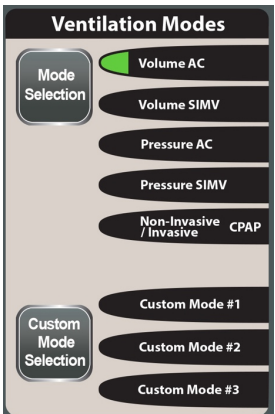 Ventilation Modes
Mode
Selection
Volume AC
Volume SIMV
Pressure AC
Pressure SIMV
Non-Invasive
/ Invasive CPAP
Custom
Mode
Selection
Custom Mode #1
Custom Mode #2
Custom Mode #3